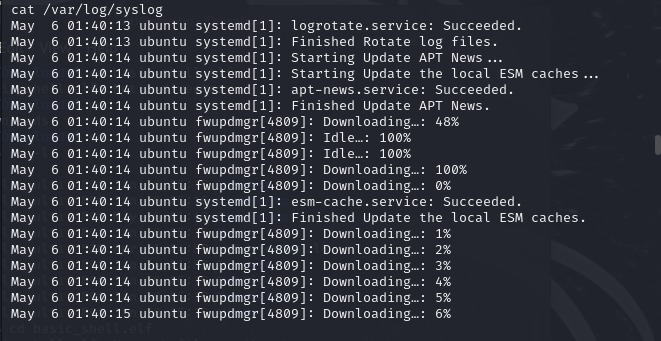 cat /var/log/syslog
May  6 01:40:13 ubuntu systemd[1]: logrotate.service: Succeeded.
May  6 01:40:13 ubuntu systemd[1]: Finished Rotate log files.
May  6 01:40:14 ubuntu systemd[1]: Starting Update APT News...
May  6 01:40:14 ubuntu systemd[1]: Starting Update the local ESM caches...
May  6 01:40:14 ubuntu systemd[1]: apt-news.service: Succeeded.
May  6 01:40:14 ubuntu systemd[1]: Finished Update APT News.
May  6 01:40:14 ubuntu fwupdmgr[4809]: Downloading…: 48%
May  6 01:40:14 ubuntu fwupdmgr[4809]: Idle…: 100%
May  6 01:40:14 ubuntu fwupdmgr[4809]: Idle…: 100%
May  6 01:40:14 ubuntu fwupdmgr[4809]: Downloading…: 100%
May  6 01:40:14 ubuntu fwupdmgr[4809]: Downloading…: 0%
May  6 01:40:14 ubuntu systemd[1]: esm-cache.service: Succeeded.
May  6 01:40:14 ubuntu systemd[1]: Finished Update the local ESM caches.
May  6 01:40:14 ubuntu fwupdmgr[4809]: Downloading…: 1%
May  6 01:40:14 ubuntu fwupdmgr[4809]: Downloading…: 2%
May  6 01:40:14 ubuntu fwupdmgr[4809]: Downloading…: 3%
May  6 01:40:14 ubuntu fwupdmgr[4809]: Downloading…: 4%
May  6 01:40:14 ubuntu fwupdmgr[4809]: Downloading…: 5%
May  6 01:40:15 ubuntu fwupdmgr[4809]: Downloading…: 6%
cd basic_shell.elf